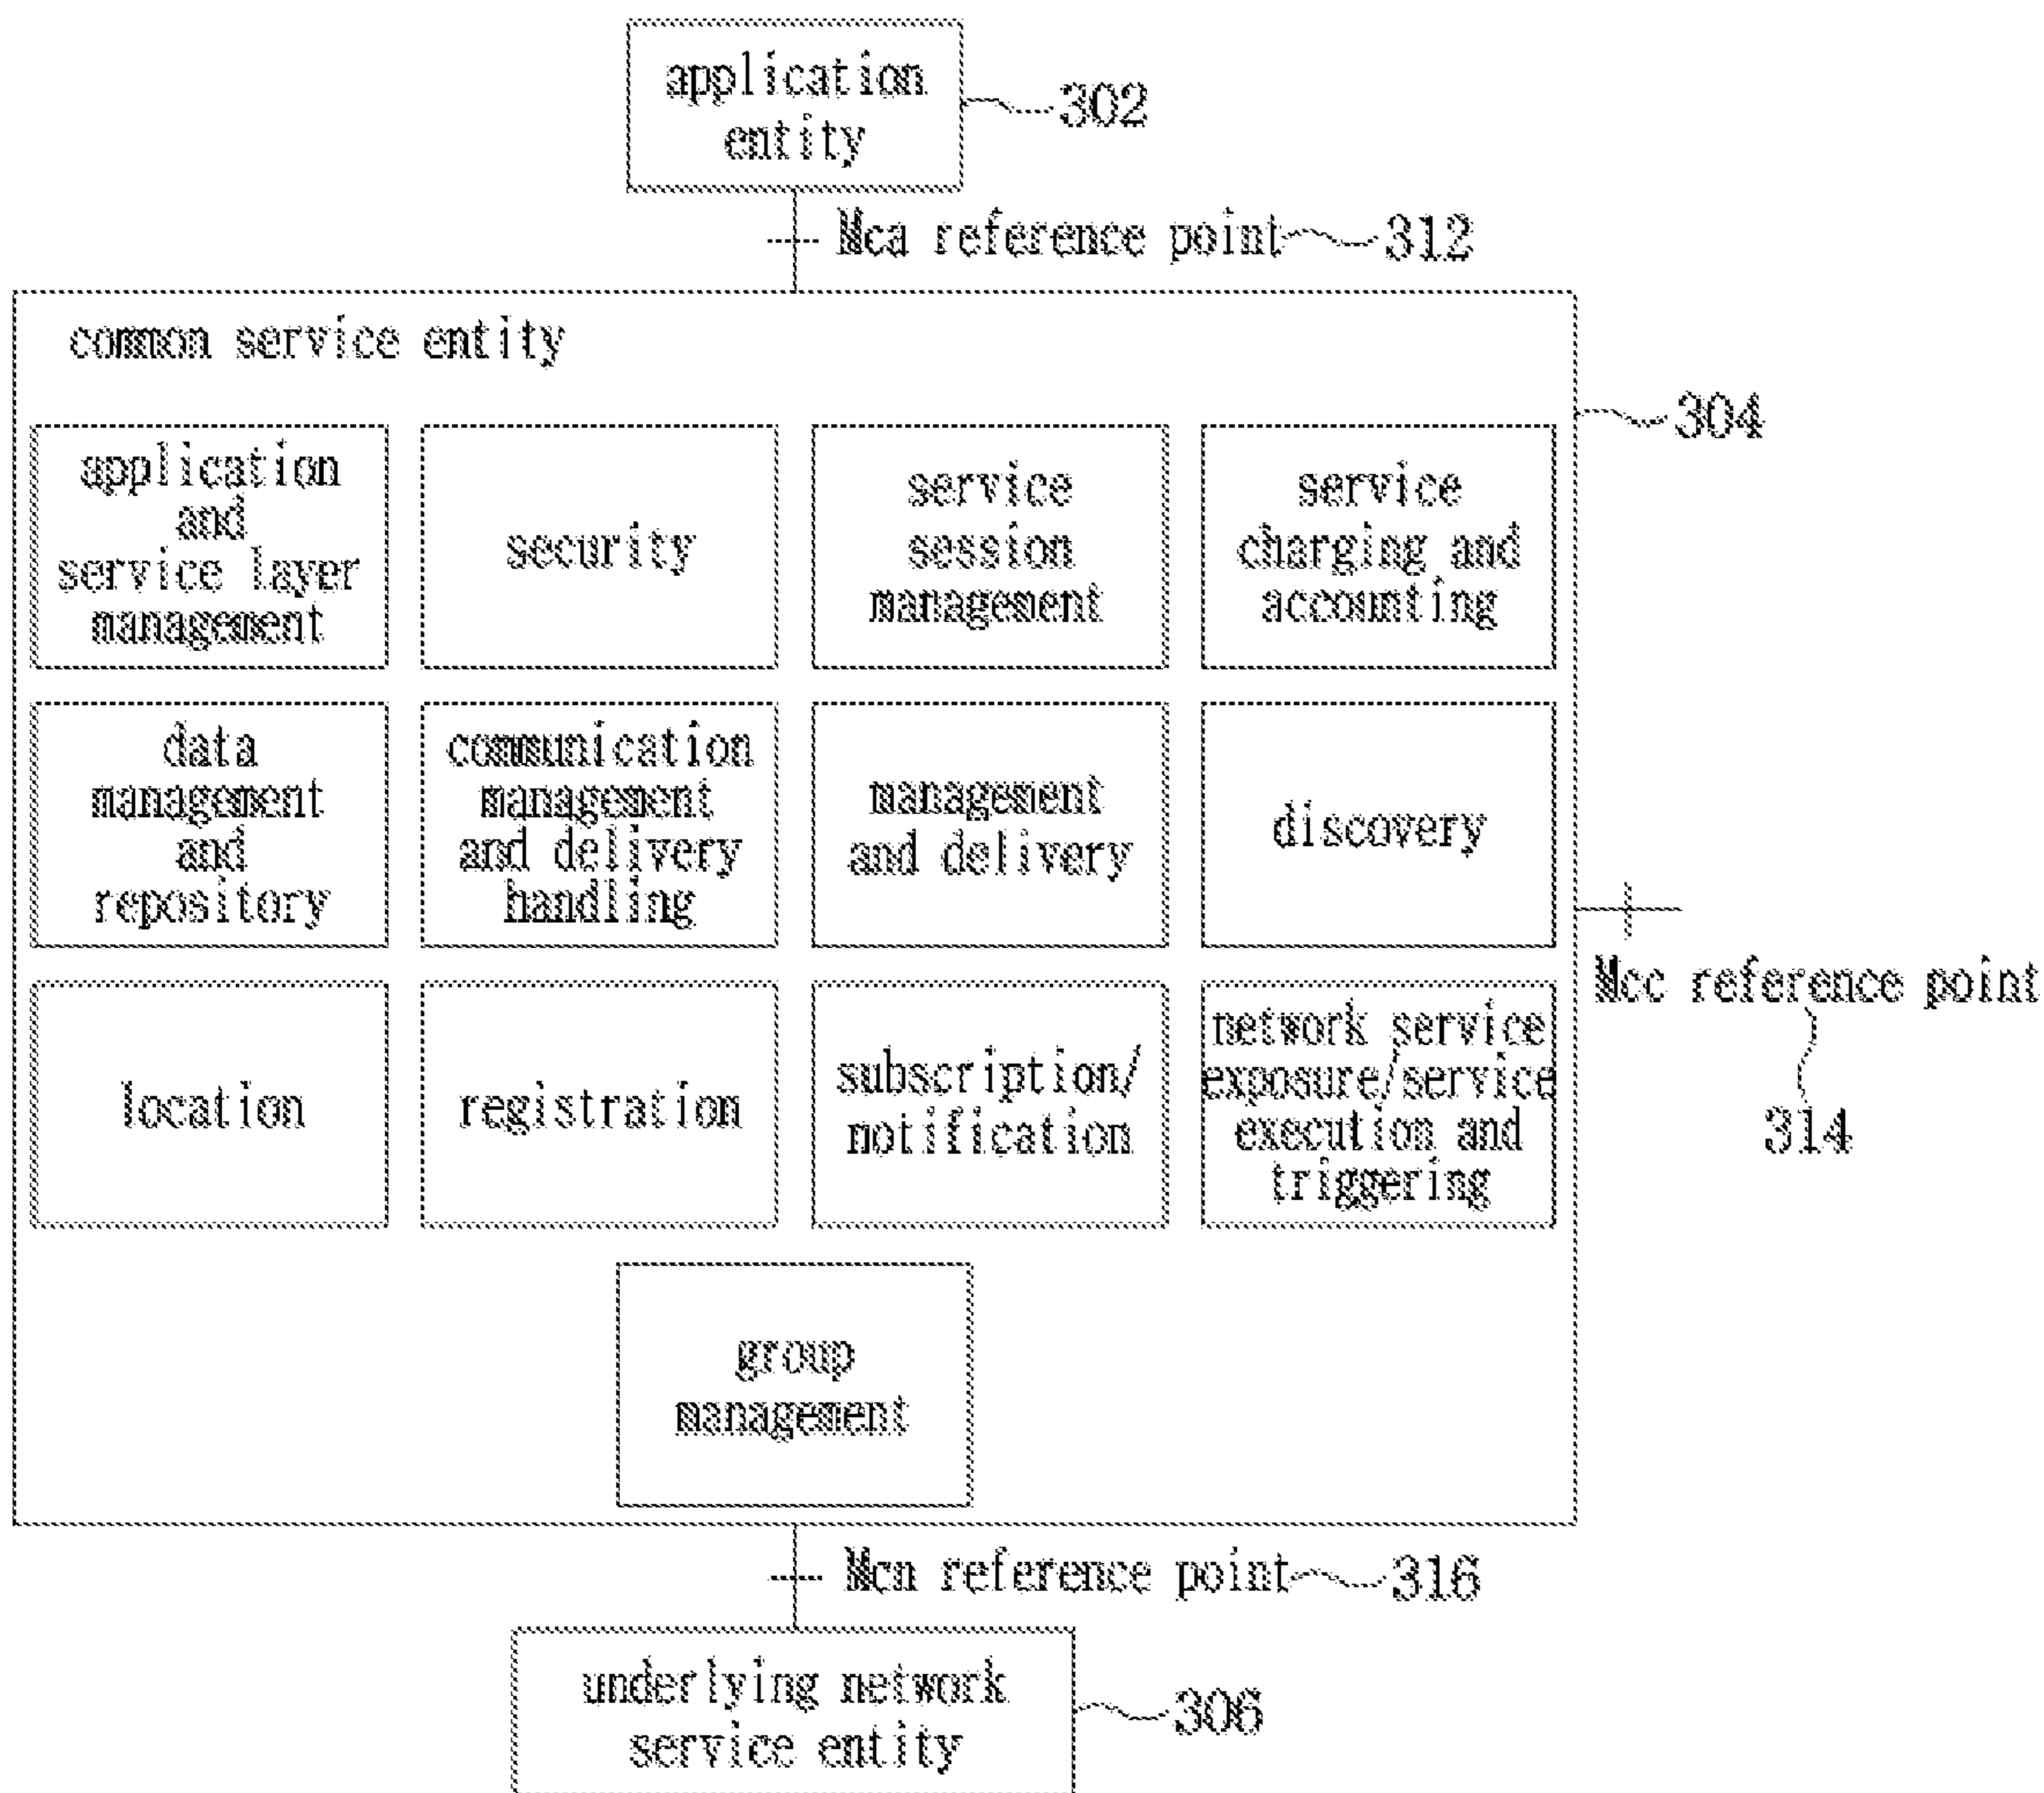 application
entity
302
Mca reference point
312
common service entity
304
application
and
service layer
management
security
service
session
management
service
charging and
accounting
data
management
and
repository
communication
management
and delivery
handling
management
and delivery
discovery
Mcc reference point
314
location
registration
subscription/
notification
network service
exposure/service
execution and
triggering
group
management
Mcn reference point
316
underlying network
service entity
306